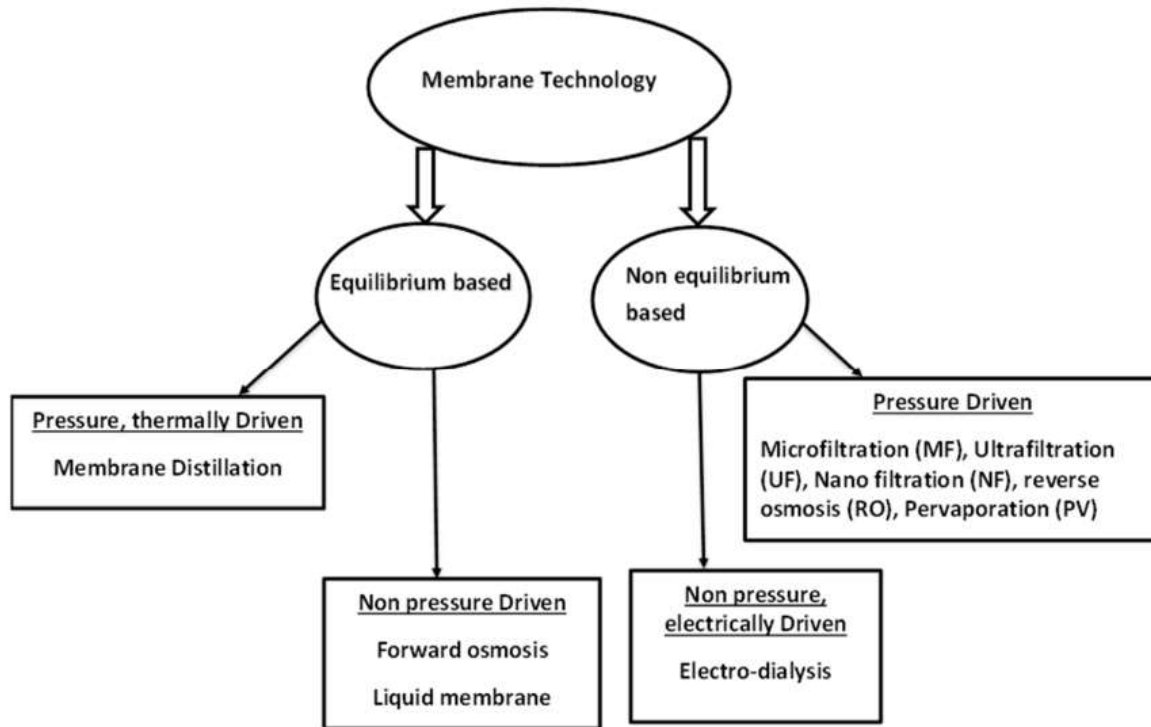 Membrane Technology
Equilibrium based
Non equilibrium
based
Pressure, thermally Driven
Membrane Distillation
Pressure Driven
Microfiltration (MF), Ultrafiltration
(UF), Nano filtration (NF), reverse
osmosis (RO), Pervaporation (PV)
Non pressure Driven
Forward osmosis
Liquid membrane
Non pressure,
electrically Driven
Electro-dialysis